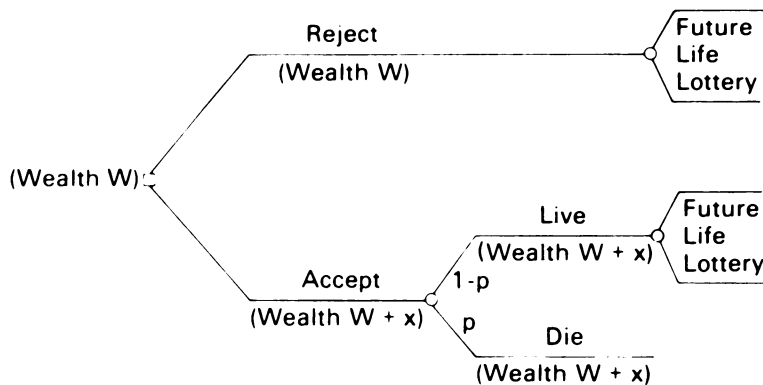 Reject
(Wealth W)
Future
Life
Lottery
(Wealth W)
Live
(Wealth W + x)
Future
Life
Lottery
Accept
(Wealth W + x)
1-p
p
Die
(Wealth W + x)